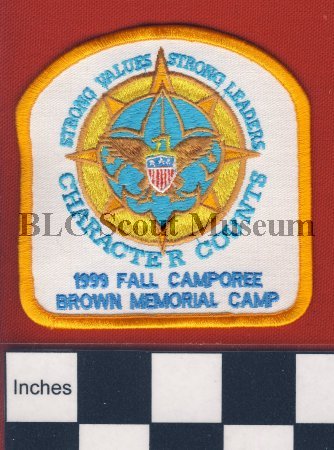 STRONG VALUES STRONG LEADERS
CHARACTER COUNTS
BLC Scout Museum
1999 FALL CAMPOREE
BROWN MEMORIAL CAMP
Inches